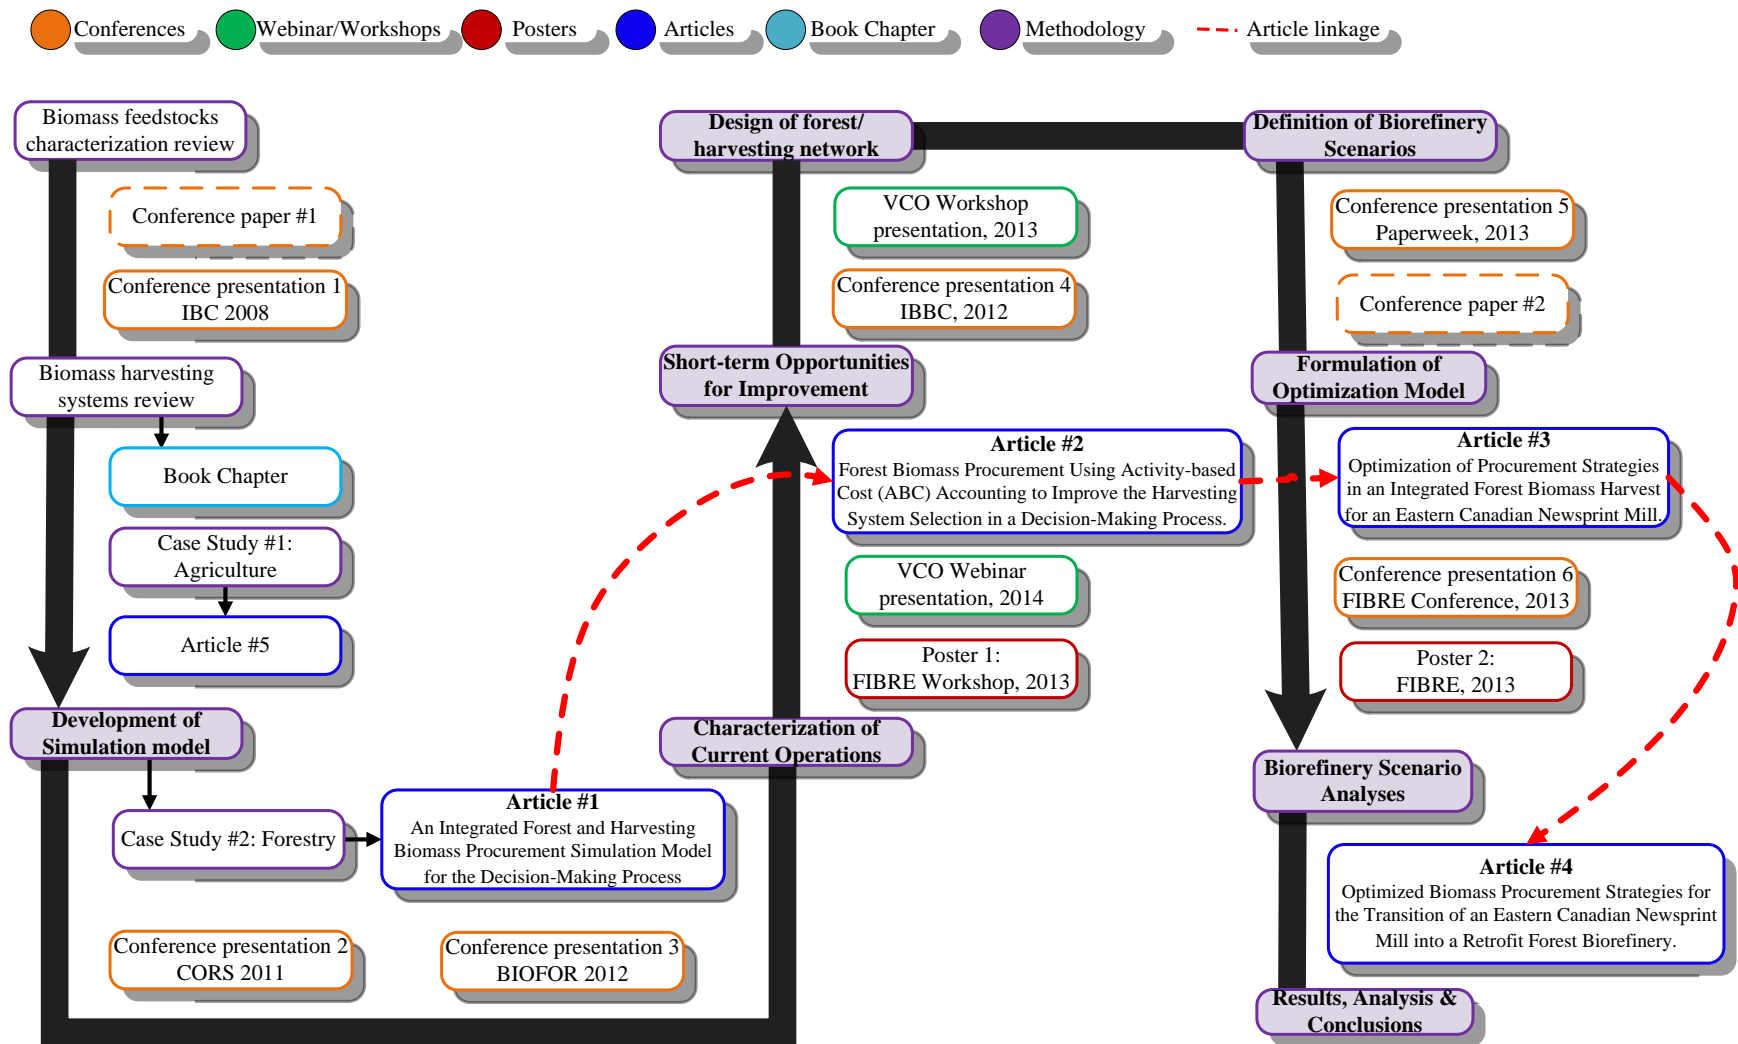 Conferences
Webinar/Workshops
Posters
Articles
Book Chapter
Methodology
Article linkage
Biomass feedstocks
characterization review
Conference paper #1
Conference presentation 1
IBC 2008
Biomass harvesting
systems review
Book Chapter
Case Study #1:
Agriculture
Article #5
Development of
Simulation model
Case Study #2: Forestry
Article #1
An Integrated Forest and Harvesting
Biomass Procurement Simulation Model
for the Decision-Making Process
Conference presentation 2
CORS 2011
Conference presentation 3
BIOFOR 2012
Design of forest/
harvesting network
VCO Workshop
presentation, 2013
Conference presentation 4
IBBC, 2012
Short-term Opportunities
for Improvement
Article #2
Forest Biomass Procurement Using Activity-based
Cost (ABC) Accounting to Improve the Harvesting
System Selection in a Decision-Making Process.
VCO Webinar
presentation, 2014
Poster 1:
FIBRE Workshop, 2013
Characterization of
Current Operations
Definition of Biorefinery
Scenarios
Conference presentation 5
Paperweek, 2013
Conference paper #2
Formulation of
Optimization Model
Article #3
Optimization of Procurement Strategies
in an Integrated Forest Biomass Harvest
for an Eastern Canadian Newsprint Mill.
Conference presentation 6
FIBRE Conference, 2013
Poster 2:
FIBRE, 2013
Biorefinery Scenario
Analyses
Article #4
Optimized Biomass Procurement Strategies for
the Transition of an Eastern Canadian Newsprint
Mill into a Retrofit Forest Biorefinery.
Results, Analysis &
Conclusions